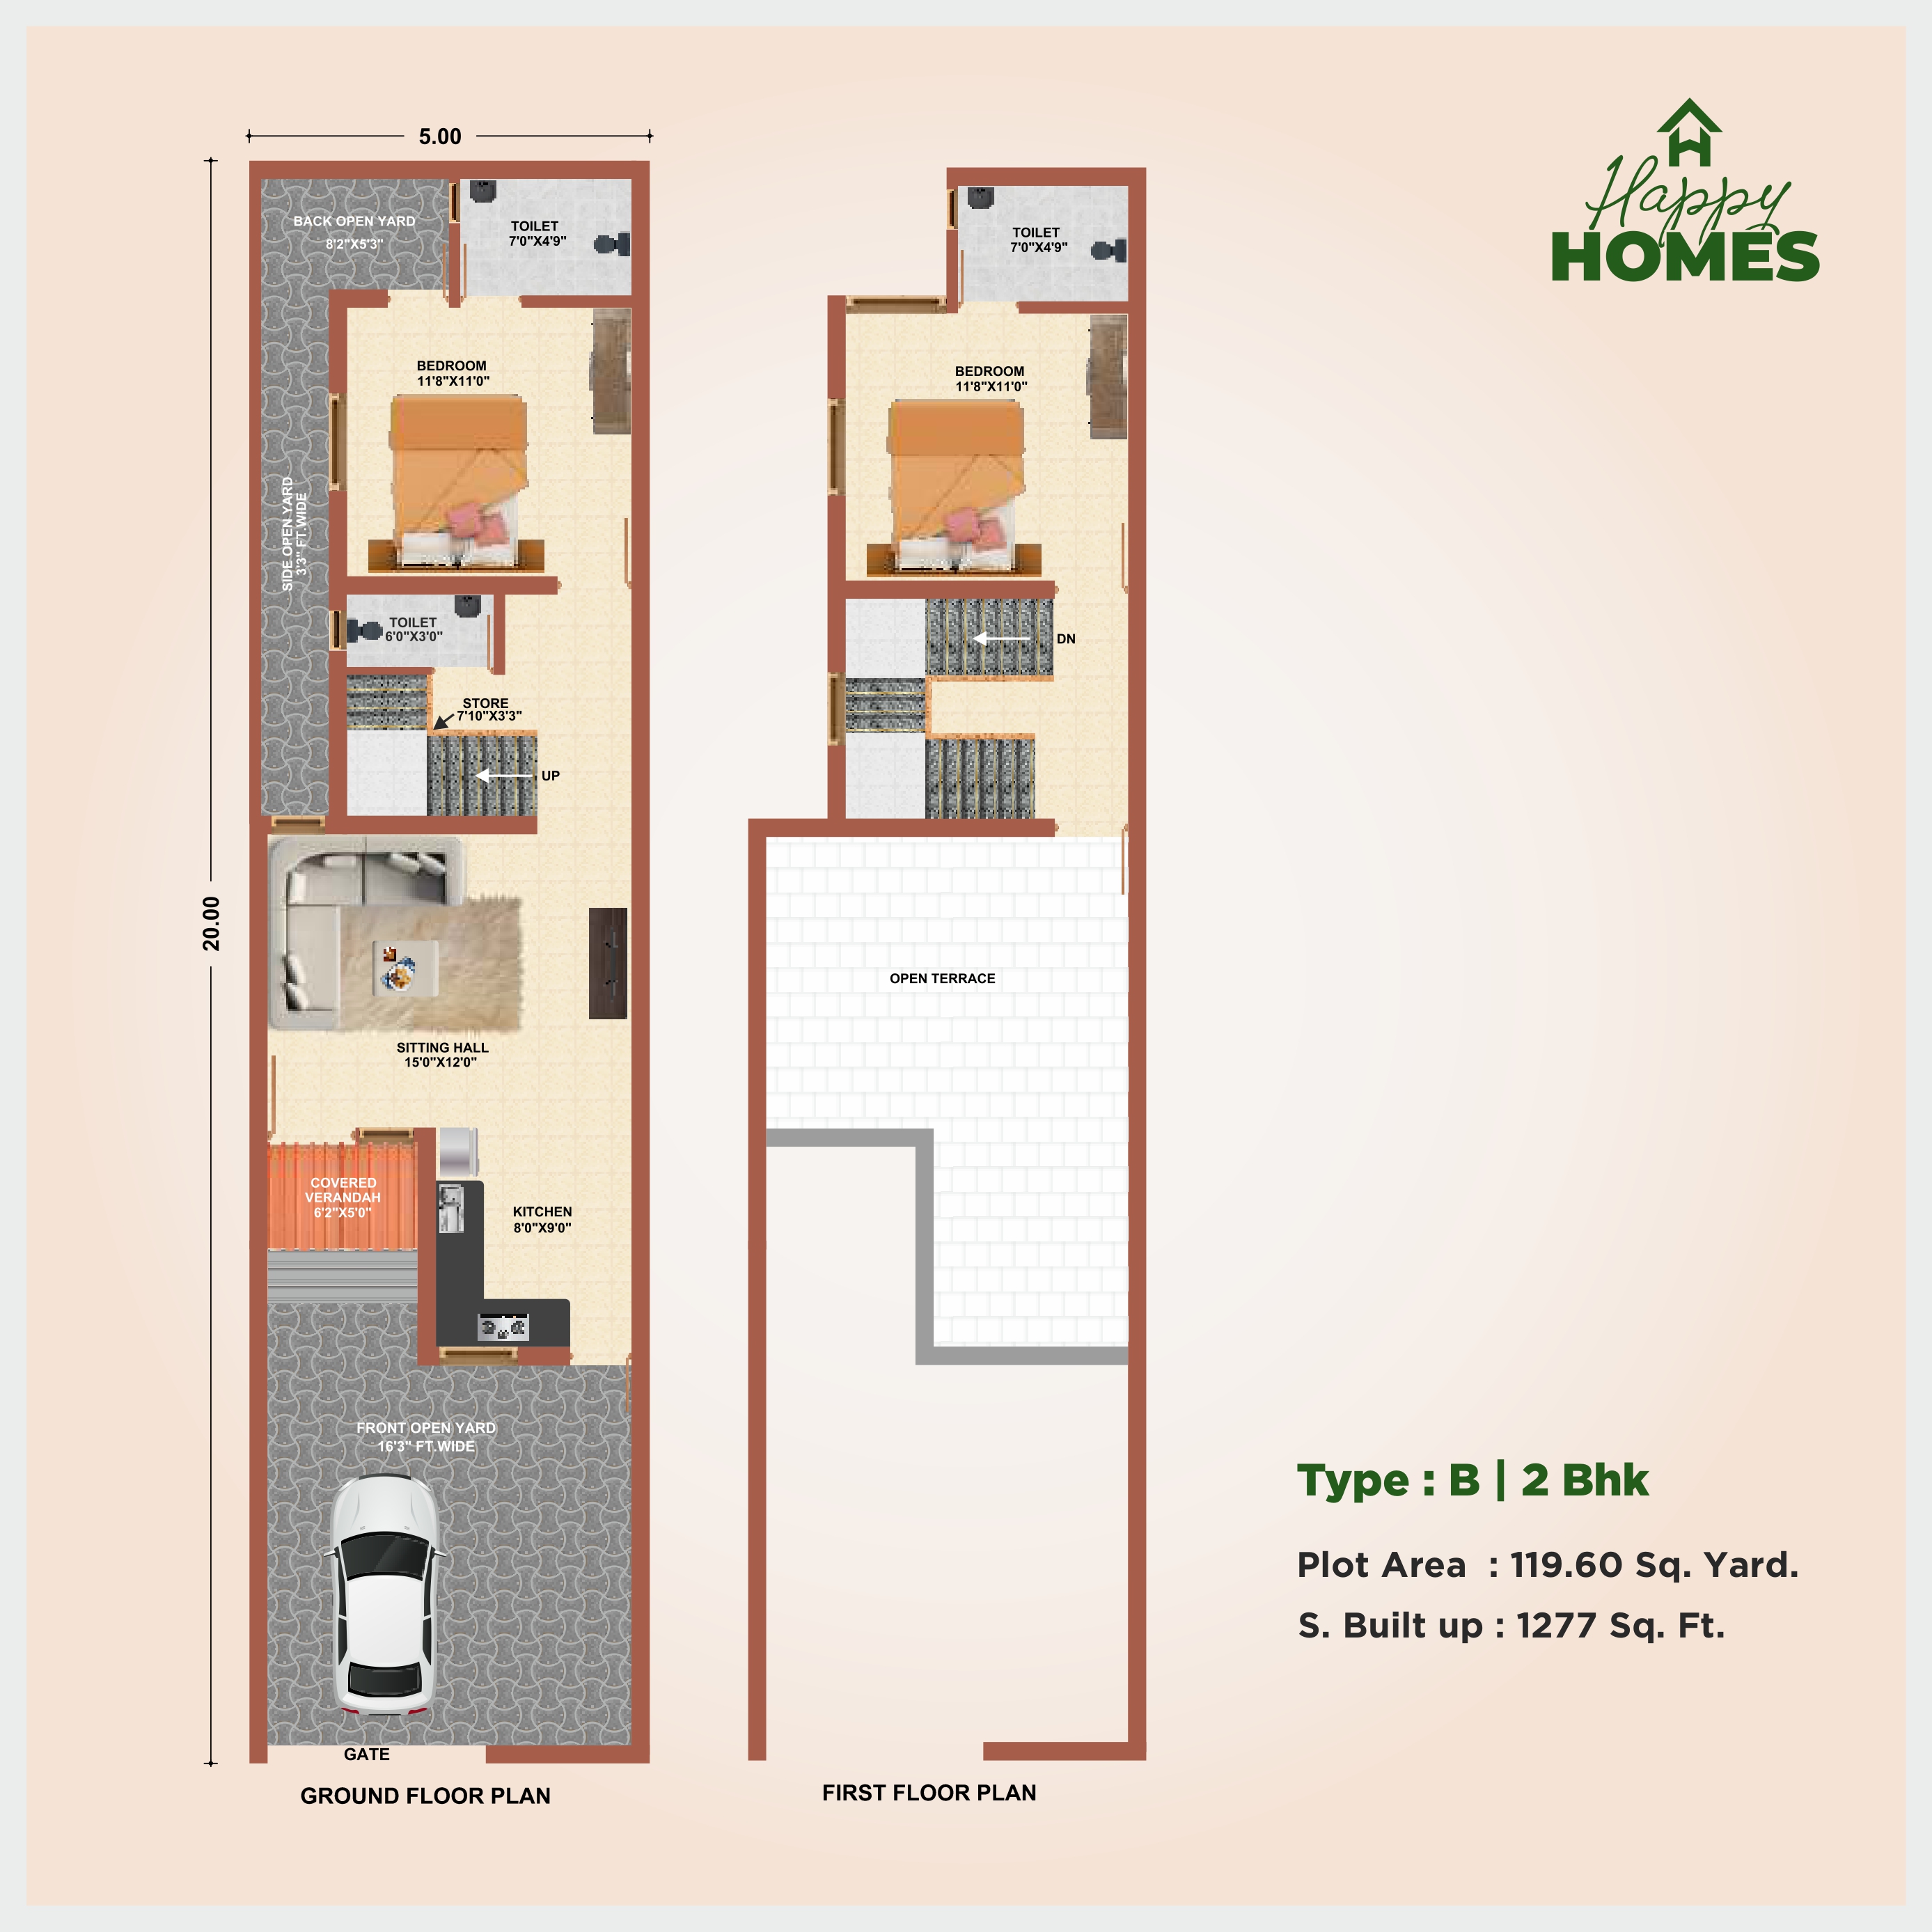 Happy
HOMES
5.00
20.00
BACK OPEN YARD
8'2"X5'3"
TOILET
7'0"X4'9"
BEDROOM
11'8"X11'0"
SIDE OPEN YARD
3'3" FT.WIDE
TOILET
6'0"X3'0"
STORE
7'10"X3'3"
UP
SITTING HALL
15'0"X12'0"
COVERED
VERANDAH
6'2"X5'0"
KITCHEN
8'0"X9'0"
FRONT OPEN YARD
16'3" FT.WIDE
GATE
GROUND FLOOR PLAN
TOILET
7'0"X4'9"
BEDROOM
11'8"X11'0"
DN
OPEN TERRACE
FIRST FLOOR PLAN
Type : B | 2 Bhk
Plot Area : 119.60 Sq. Yard.
S. Built up : 1277 Sq. Ft.